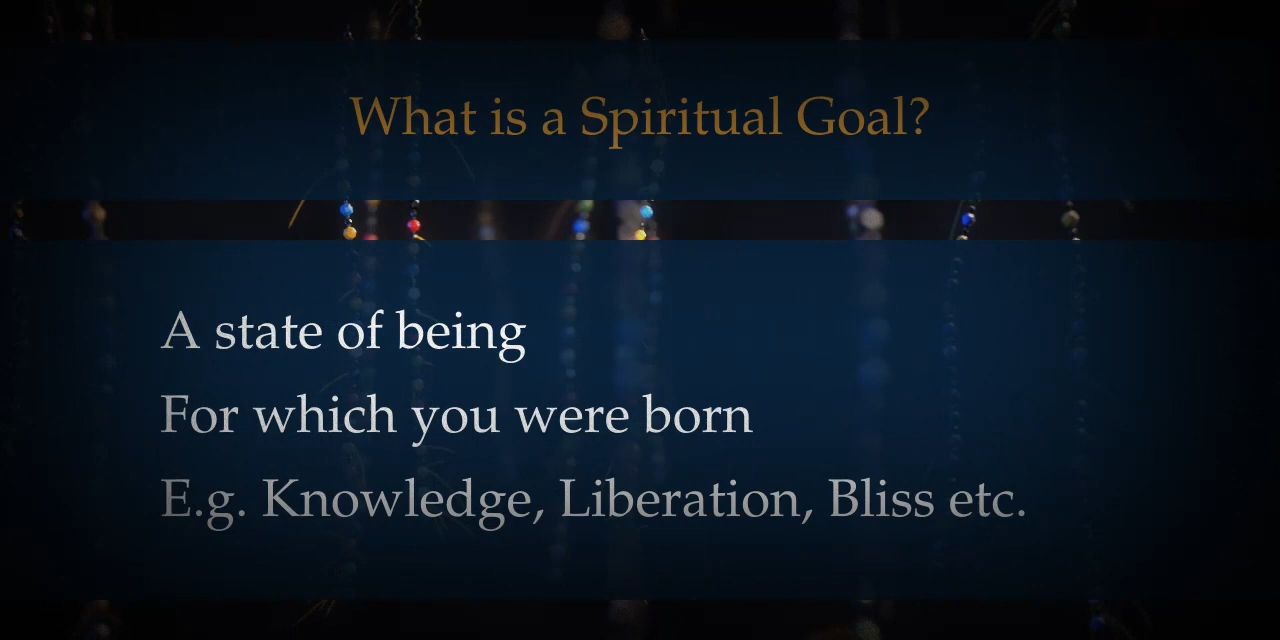 What is a Spiritual Goal?
A state of being
For which you were born
E.g. Knowledge, Liberation, Bliss etc.